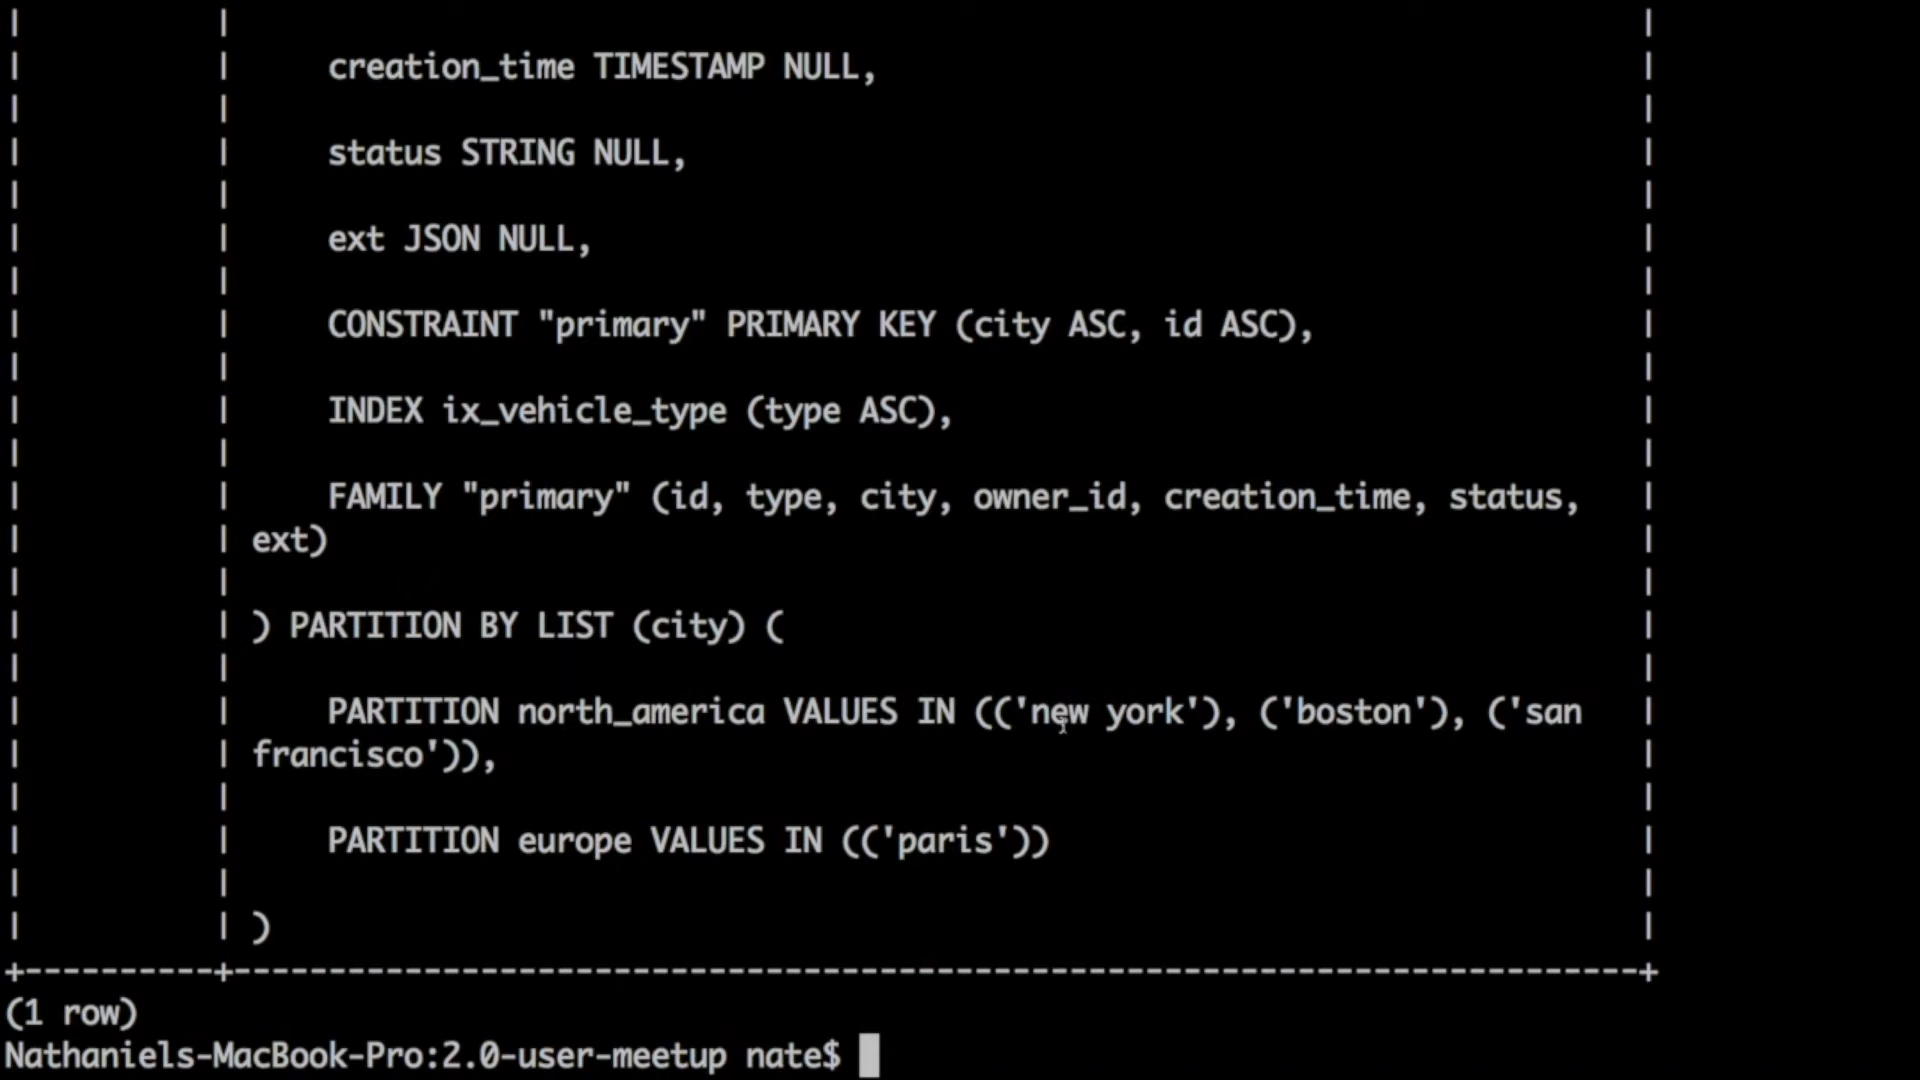 creation_time TIMESTAMP NULL,
status STRING NULL,
ext JSON NULL,
CONSTRAINT "primary" PRIMARY KEY (city ASC, id ASC),
INDEX ix_vehicle_type (type ASC),
FAMILY "primary" (id, type, city, owner_id, creation_time, status,
ext)
) PARTITION BY LIST (city) (
PARTITION north_america VALUES IN (('new york'), ('boston'), ('san
francisco')),
PARTITION europe VALUES IN (('paris'))
)
(1 row)
Nathaniels-MacBook-Pro:2.0-user-meetup nate$